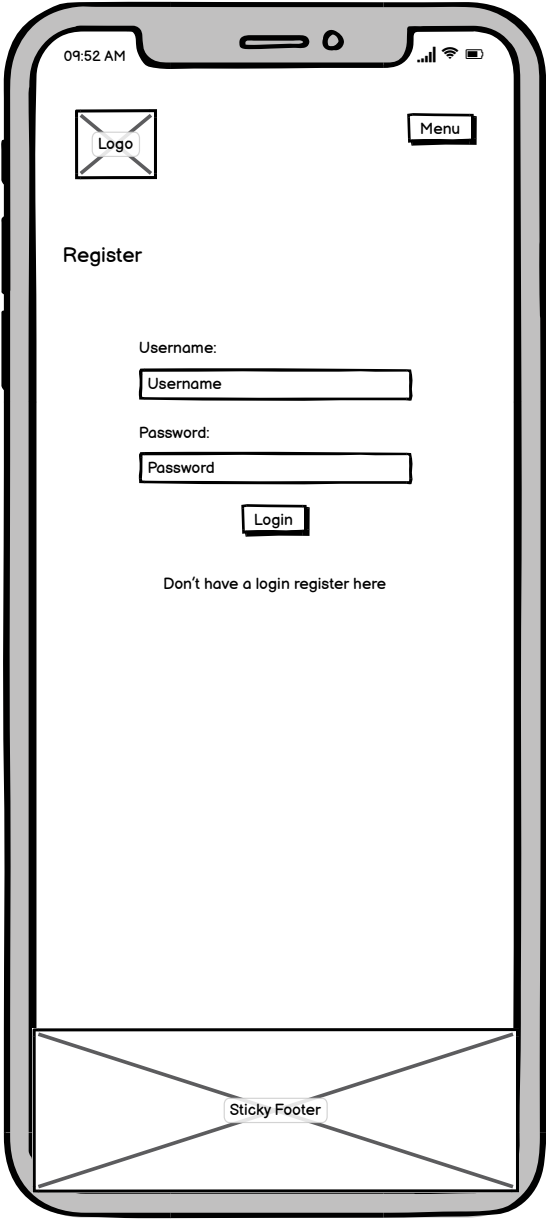 09:52 AM
Logo
Menu
Register
Username:
Username
Password:
Password
Login
Don't have a login register here
Sticky Footer